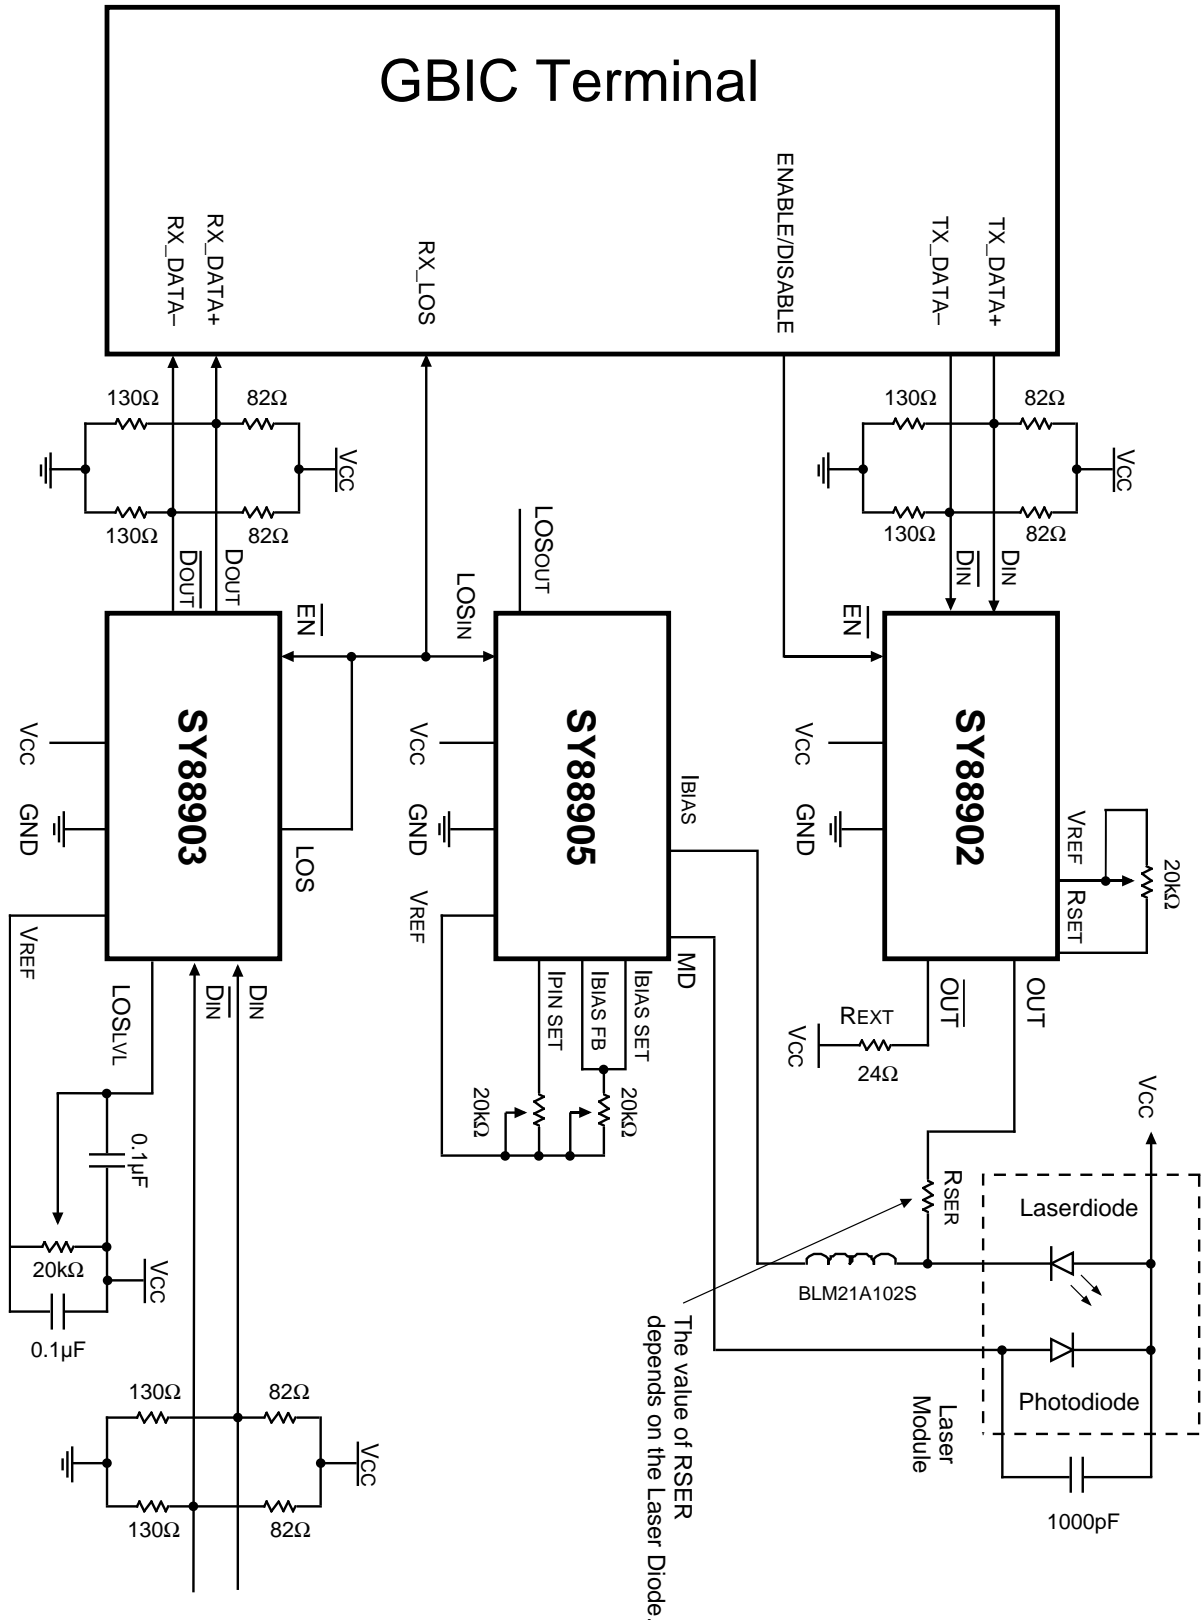 GBIC Terminal
RX_DATA–
RX_DATA+
RX_LOS
ENABLE/DISABLE
TX_DATA–
TX_DATA+
130Ω
82Ω
VCC
130Ω
82Ω
130Ω
82Ω
VCC
130Ω
82Ω
DOUT
DOUT
EN
LOSIN
LOSOUT
EN
DIN
DIN
SY88903
SY88905
SY88902
VCC
GND
VREF
LOS
VCC
GND
VREF
IBIAS
MD
VCC
GND
VREF
RSET
20kΩ
LOSLVL
DIN
DIN
IPIN SET
IBIAS FB
IBIAS SET
20kΩ
20kΩ
OUT
OUT
REXT
24Ω
VCC
VCC
0.1µF
20kΩ
VCC
0.1µF
RSER
BLM21A102S
Laserdiode
Photodiode
Laser
Module
1000pF
The value of RSER
depends on the Laser Diode.
130Ω
82Ω
VCC
130Ω
82Ω